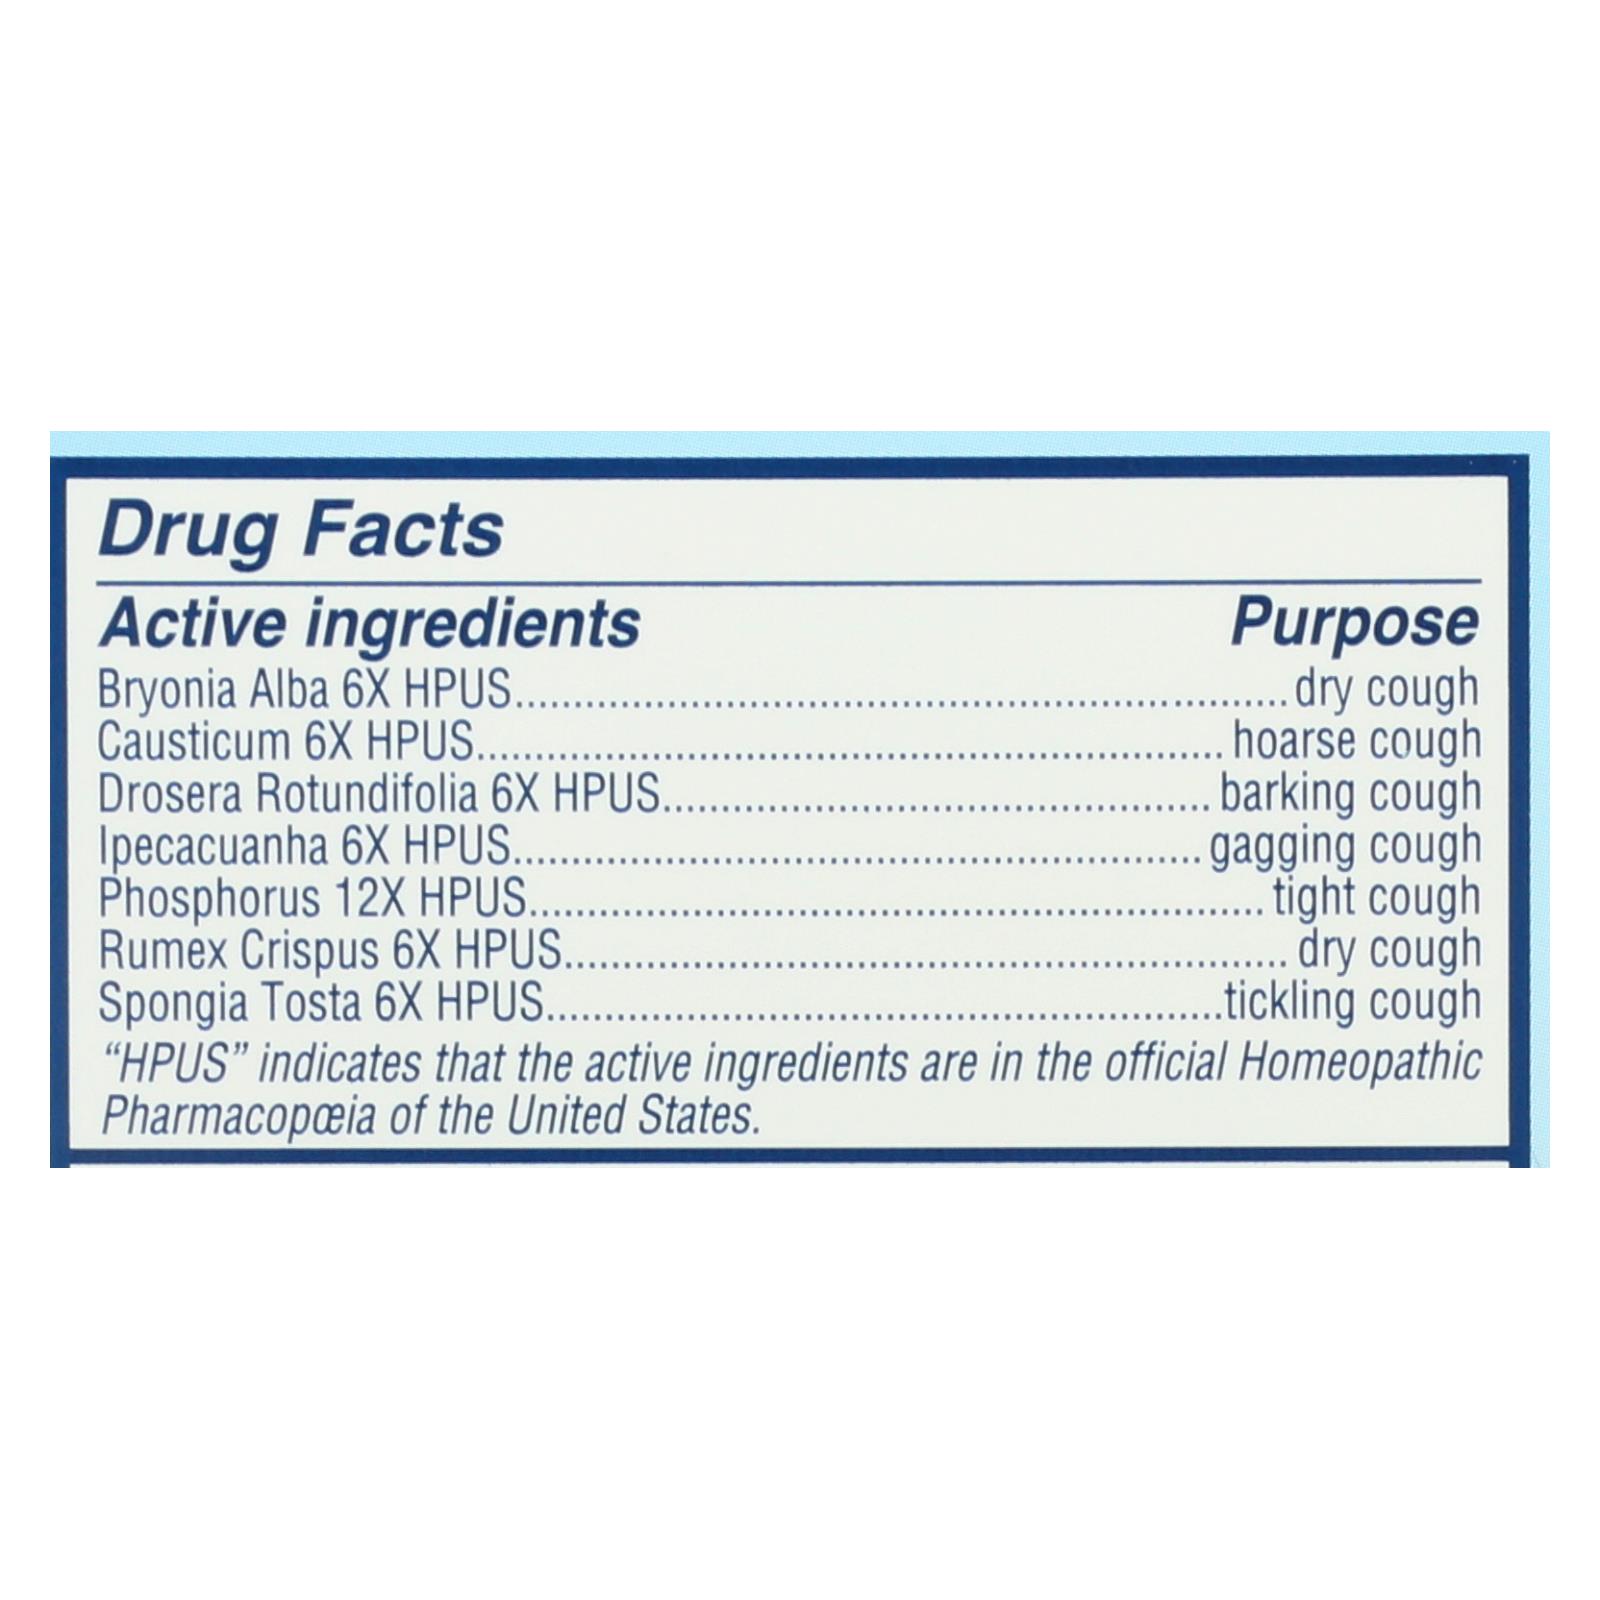 Drug Facts
Active ingredients Purpose
Bryonia Alba 6X HPUS........................................................dry cough
Causticum 6X HPUS........................................................hoarse cough
Drosera Rotundifolia 6X HPUS........................................................barking cough
Ipecacuanha 6X HPUS........................................................gagging cough
Phosphorus 12X HPUS........................................................tight cough
Rumex Crispus 6X HPUS........................................................dry cough
Spongia Tosta 6X HPUS........................................................tickling cough
“HPUS” indicates that the active ingredients are in the official Homeopathic
Pharmacopœia of the United States.